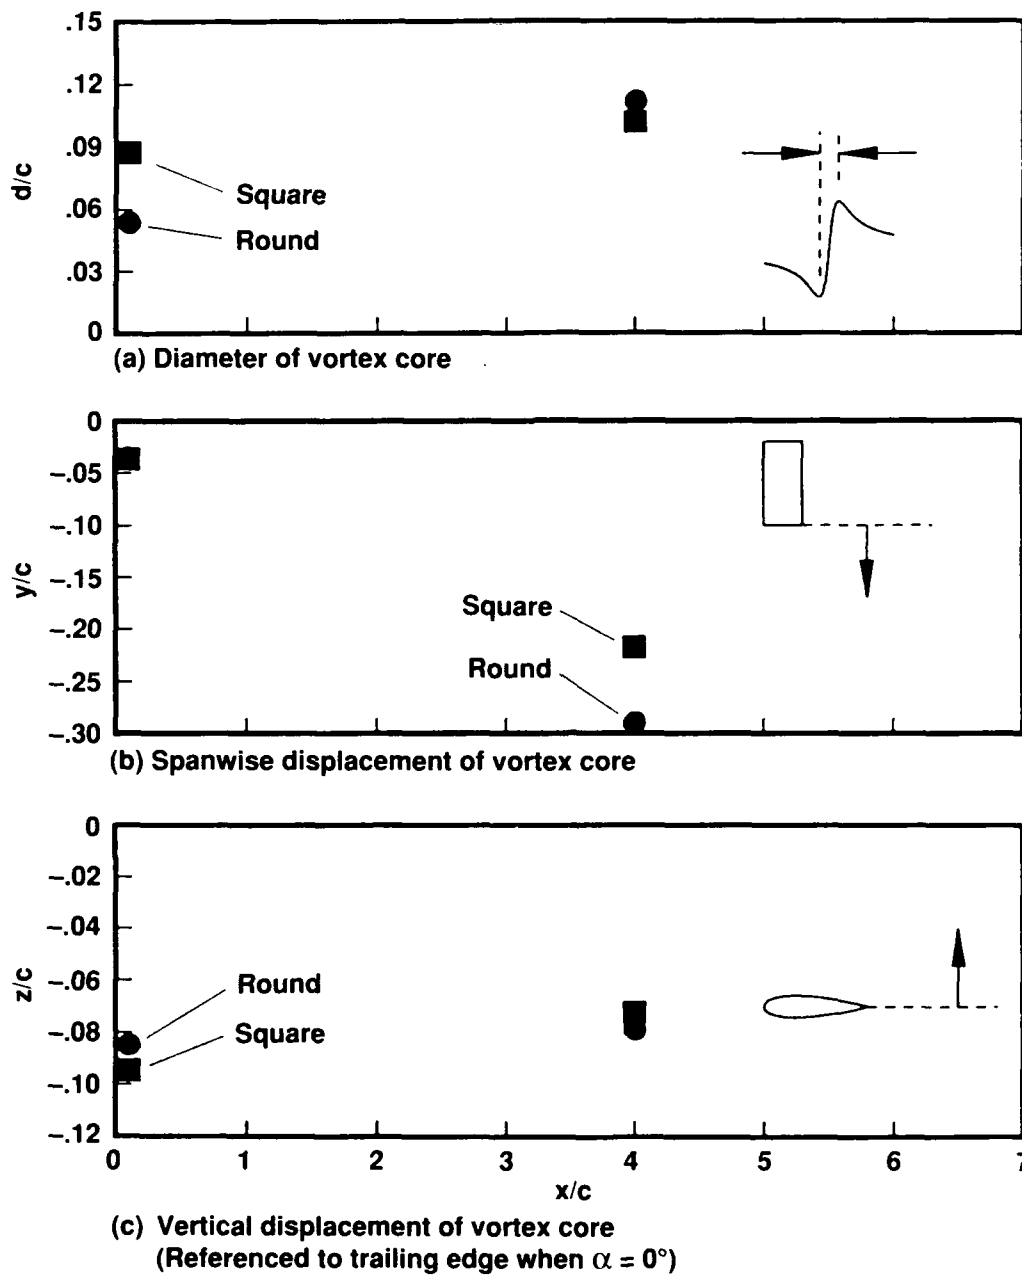 .15
.12
.09
.06
.03
0
d/c
Square
Round
(a) Diameter of vortex core
0
−.05
−.10
−.15
−.20
−.25
−.30
y/c
Square
Round
(b) Spanwise displacement of vortex core
0
−.02
−.04
−.06
−.08
−.10
−.12
z/c
Round
Square
0 1 2 3 4 5 6 7
x/c
(c) Vertical displacement of vortex core
(Referenced to trailing edge when α = 0°)